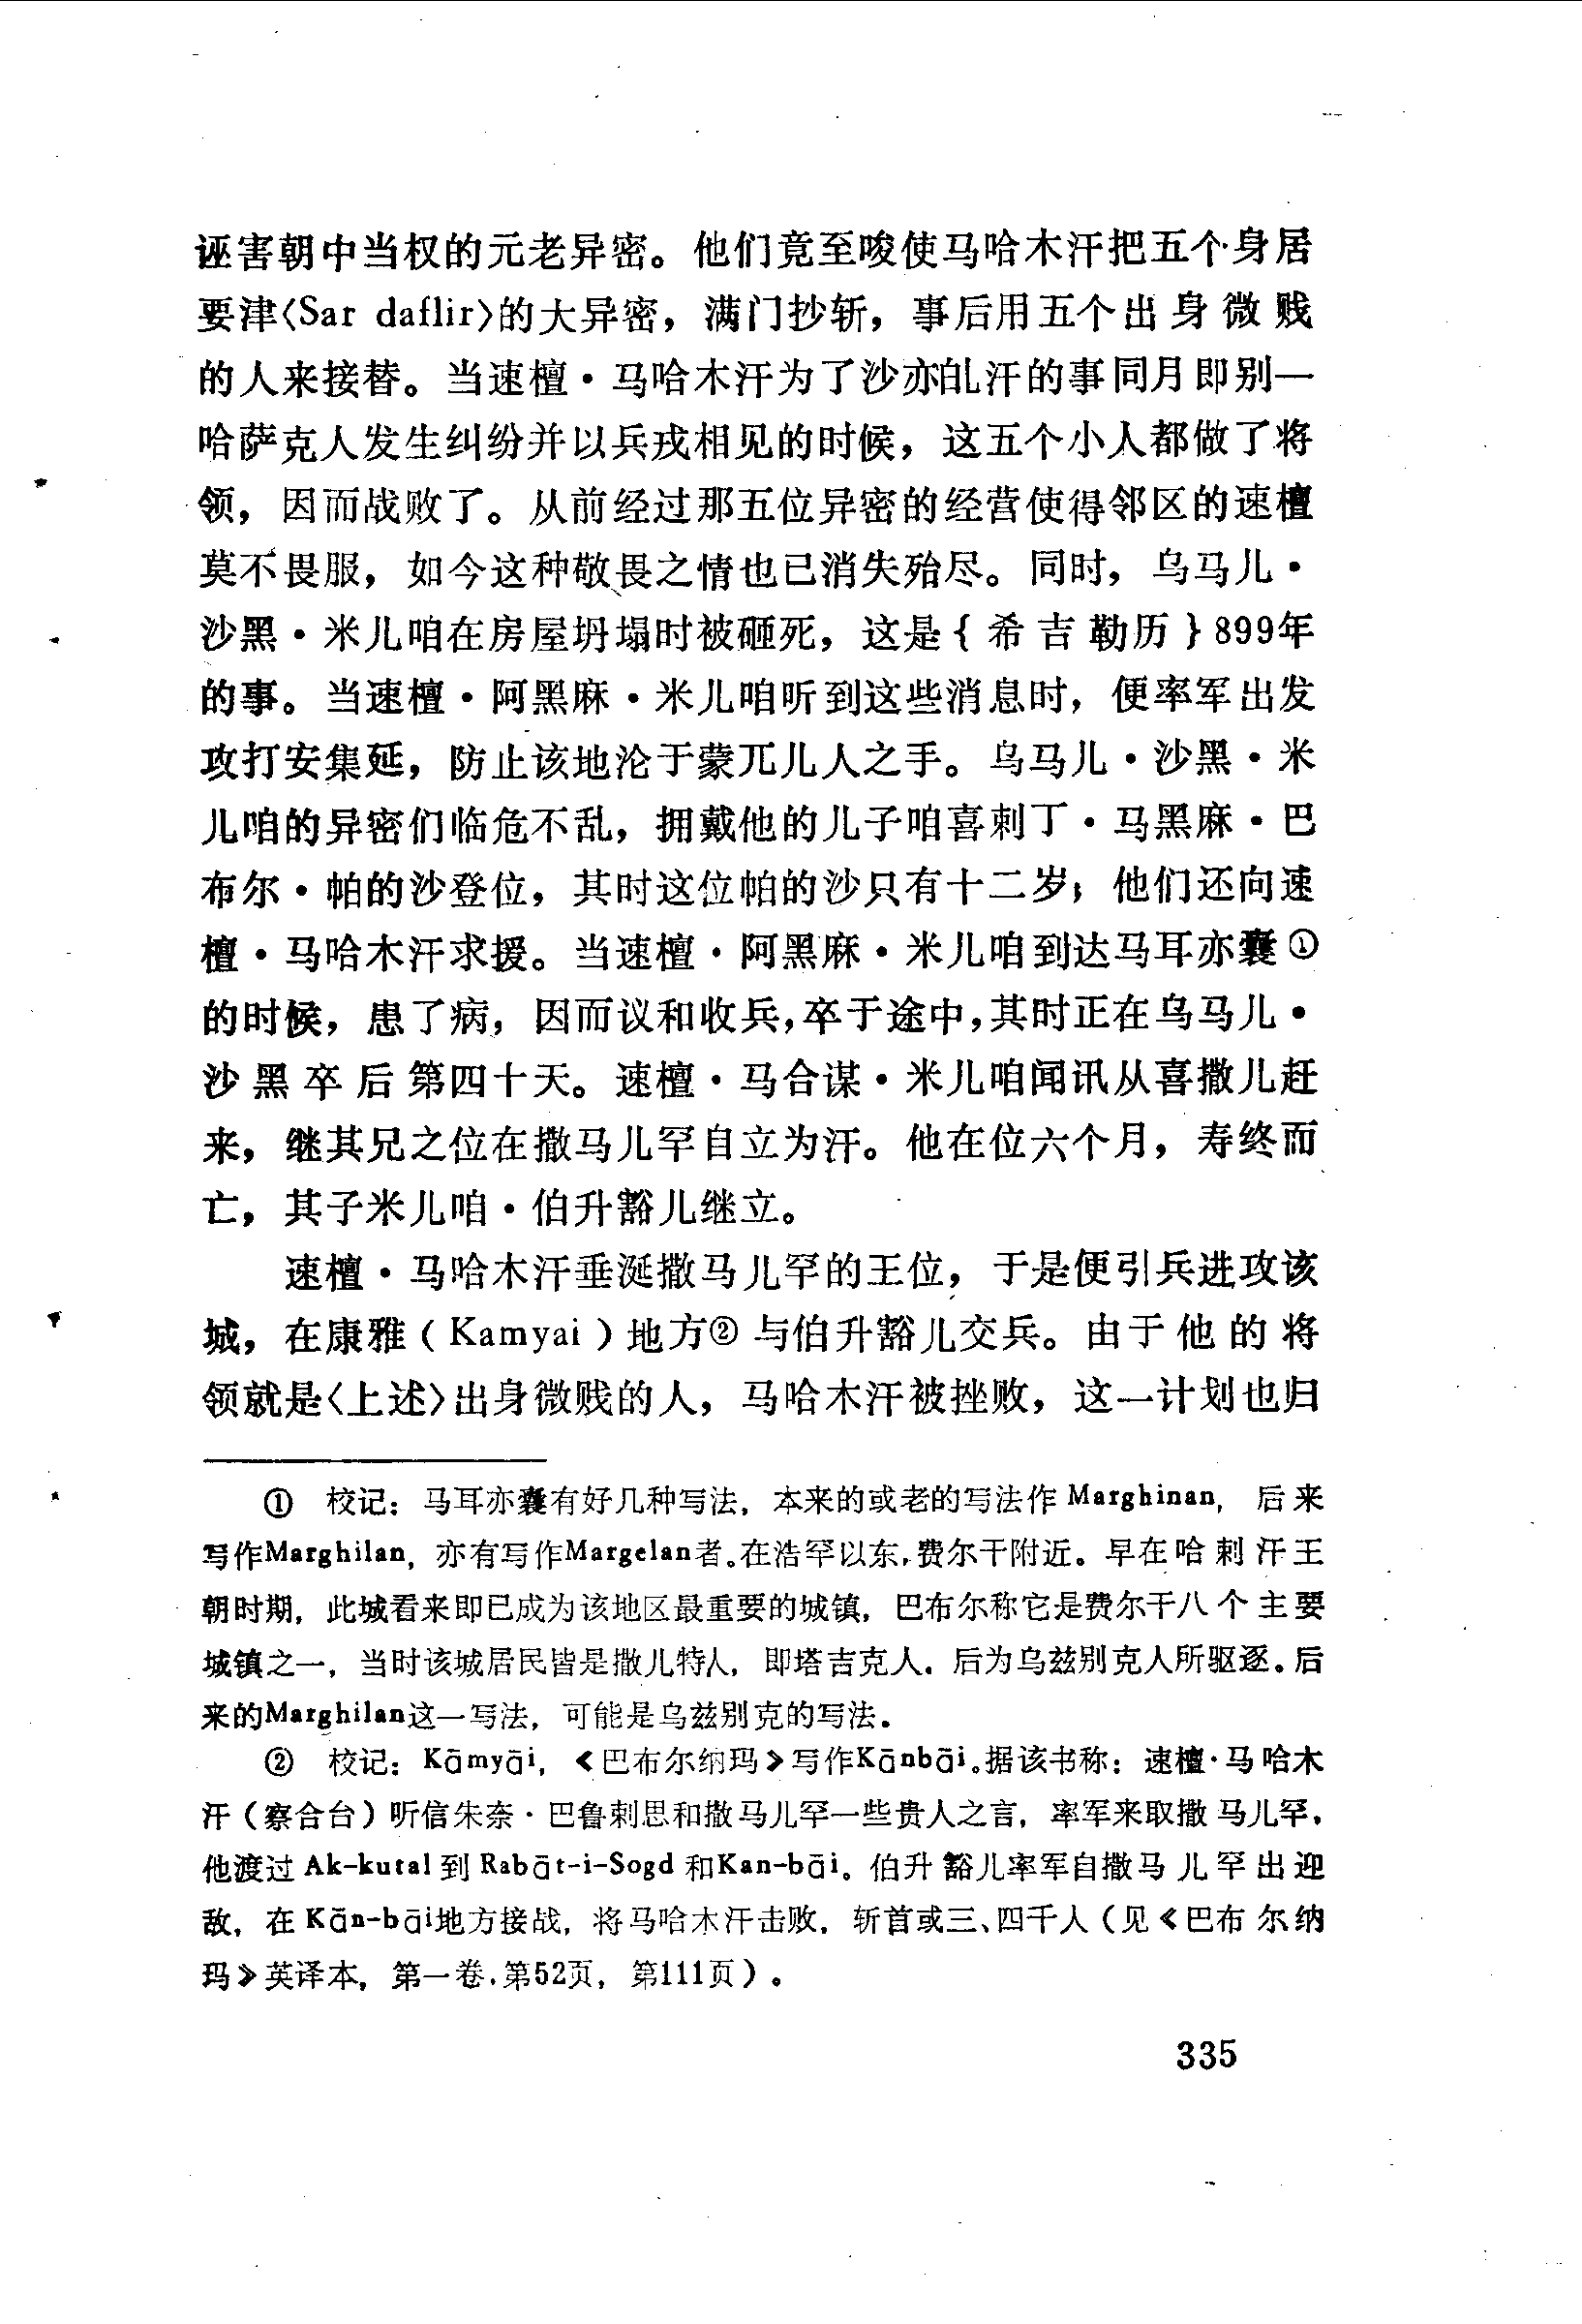 诬害朝中当权的元老异密。他们竟至唆使马哈木汗把五个身居
要津〈Sar daflir〉的大异密，满门抄斩，事后用五个出身微贱
的人来接替。当速檀·马哈木汗为了沙亦癿汗的事同月即别—
哈萨克人发生纠纷并以兵戎相见的时候，这五个小人都做了将
领，因而战败了。从前经过那五位异密的经营使得邻区的速檀
莫不畏服，如今这种敬畏之情也已消失殆尽。同时，乌马儿·
沙黑·米儿咱在房屋坍塌时被砸死，这是{希吉勒历}899年
的事。当速檀·阿黑麻·米儿咱听到这些消息时，便率军出发
攻打安集延，防止该地沦于蒙兀儿人之手。乌马儿·沙黑·米
儿咱的异密们临危不乱，拥戴他的儿子咱喜剌丁·马黑麻·巴
布尔·帕的沙登位，其时这位帕的沙只有十二岁；他们还向速
檀·马哈木汗求援。当速檀·阿黑麻·米儿咱到达马耳亦囊①
的时候，患了病，因而议和收兵，卒于途中，其时正在乌马儿·
沙黑卒后第四十天。速檀·马合谋·米儿咱闻讯从喜撒儿赶
来，继其兄之位在撒马儿罕自立为汗。他在位六个月，寿终而
亡，其子米儿咱·伯升豁儿继立。
速檀·马哈木汗垂涎撒马儿罕的王位，于是便引兵进攻该
城，在康雅（Kamyai）地方②与伯升豁儿交兵。由于他的将
领就是〈上述〉出身微贱的人，马哈木汗被挫败，这一计划也归
① 校记：马耳亦囊有好几种写法，本来的或老的写法作Marghinan，后来
写作Marghilan，亦有写作Margelan者。在浩罕以东，费尔干附近。早在哈剌汗王
朝时期，此城看来即已成为该地区最重要的城镇，巴布尔称它是费尔干八个主要
城镇之一，当时该城居民皆是撒儿特人，即塔吉克人。后为乌兹别克人所驱逐。后
来的Marghilan这一写法，可能是乌兹别克的写法。
② 校记：Kāmyāi，《巴布尔纳玛》写作Kānbāi。据该书称：速檀·马哈木
汗（察合台）听信朱奈·巴鲁剌思和撒马儿罕一些贵人之言，率军来取撒马儿罕。
他渡过Ak-kutal到Rabāt-i-Sogd和Kan-bāi。伯升豁儿率军自撒马儿罕出迎
敌，在Kān-bāi地方接战，将马哈木汗击败，斩首或三、四千人（见《巴布尔纳
玛》英译本，第一卷，第52页，第111页）。
335